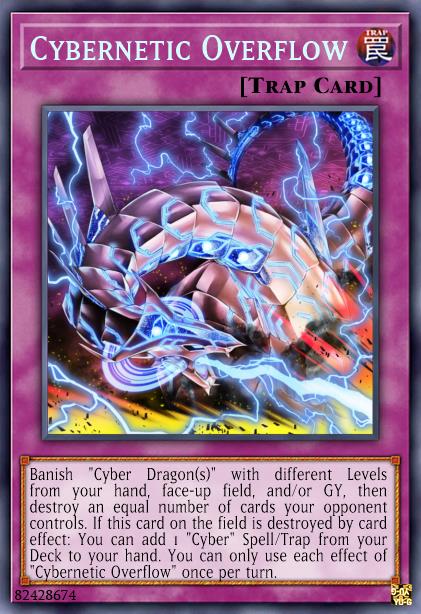 Cybernetic Overflow
TRAP
罠
[Trap Card]
Banish "Cyber Dragon(s)" with different Levels
from your hand, face-up field, and/or GY, then
destroy an equal number of cards your opponent
controls. If this card on the field is destroyed by card
effect: You can add 1 "Cyber" Spell/Trap from your
Deck to your hand. You can only use each effect of
"Cybernetic Overflow" once per turn.
82428674